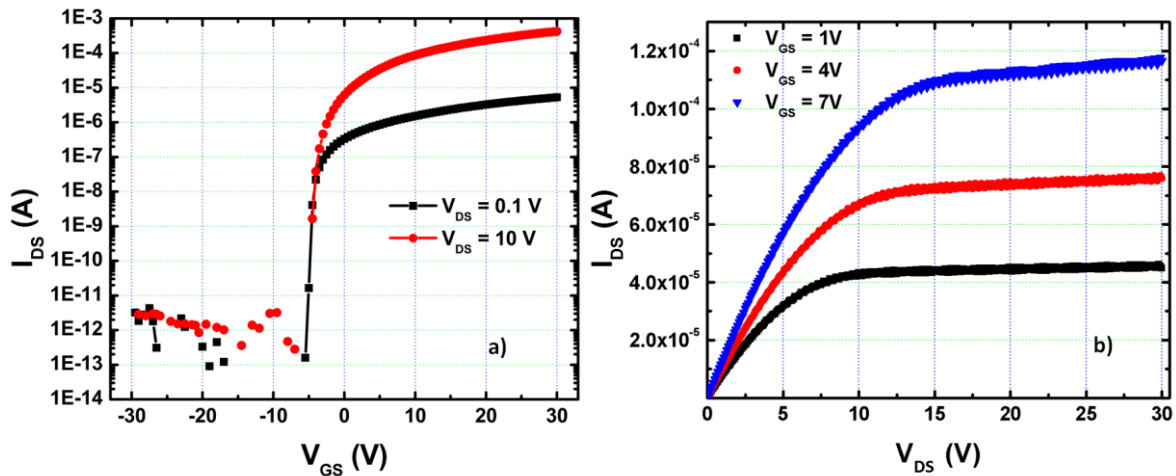 1E-3
1E-4
1E-5
1E-6
1E-7
1E-8
1E-9
1E-10
1E-11
1E-12
1E-13
1E-14
I_DS (A)
V_DS = 0.1 V
V_DS = 10 V
a)
-30 -20 -10 0 10 20 30
V_GS (V)
1.2x10^-4
1.0x10^-4
8.0x10^-5
6.0x10^-5
4.0x10^-5
2.0x10^-5
I_DS (A)
V_GS = 1V
V_GS = 4V
V_GS = 7V
b)
0 5 10 15 20 25 30
V_DS (V)